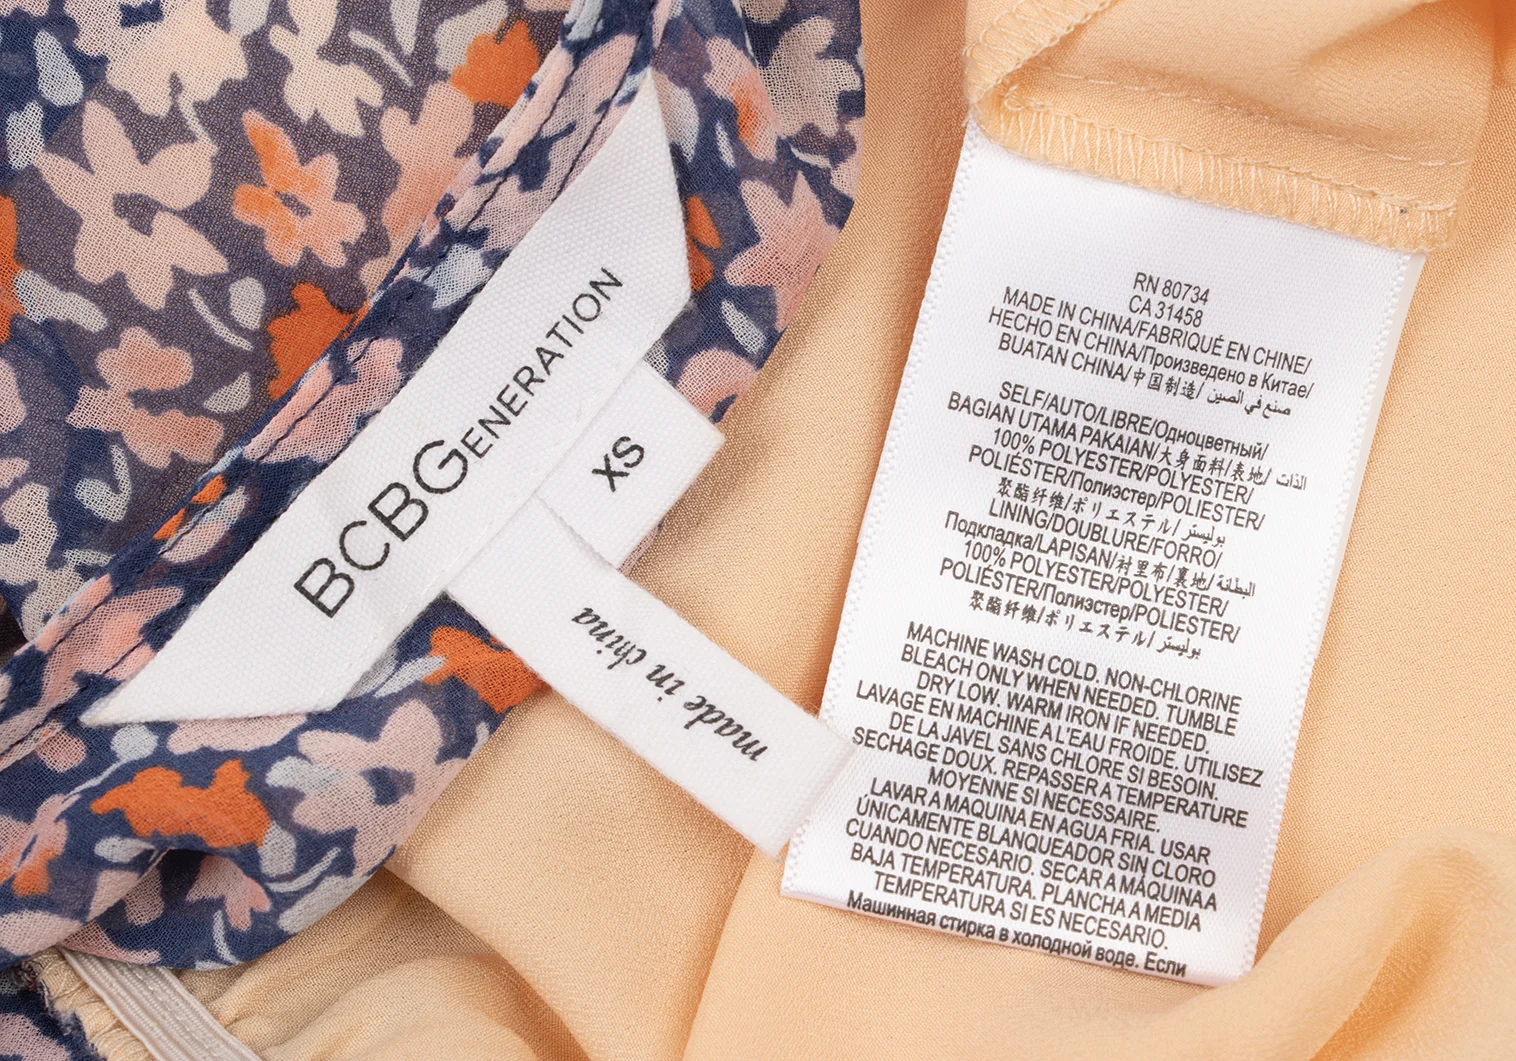 BCBGENERATION
XS
made in china
RN 80734
CA 31458
MADE IN CHINA/FABRIQUÉ EN CHINE/
HECHO EN CHINA/Произведено в Китае/
BUATAN CHINA/中国制造/ صنع في الصين
SELF/AUTO/LIBRE/Одноцветный/
BAGIAN UTAMA PAKAIAN/大身面料/表地/ الذات
100% POLYESTER/POLYESTER/
POLIÉSTER/Полиэстер/POLIESTER/
聚酯纤维/ポリエステル/بوليستر
LINING/DOUBLURE/FORRO/
Подкладка/LAPISAN/衬里布/裏地/البطانة
100% POLYESTER/POLYESTER/
POLIÉSTER/Полиэстер/POLIESTER/
聚酯纤维/ポリエステル/بوليستر
MACHINE WASH COLD. NON-CHLORINE
BLEACH ONLY WHEN NEEDED. TUMBLE
DRY LOW. WARM IRON IF NEEDED.
LAVAGE EN MACHINE A L'EAU FROIDE. UTILISEZ
DE LA JAVEL SANS CHLORE SI BESOIN.
SECHAGE DOUX. REPASSER A TEMPERATURE
MOYENNE SI NECESSAIRE.
LAVAR A MAQUINA EN AGUA FRIA. USAR
ÚNICAMENTE BLANQUEADOR SIN CLORO
CUANDO NECESARIO. SECAR A MÁQUINA A
BAJA TEMPERATURA. PLANCHA A MEDIA
TEMPERATURA SI ES NECESARIO.
Машинная стирка в холодной воде. Если